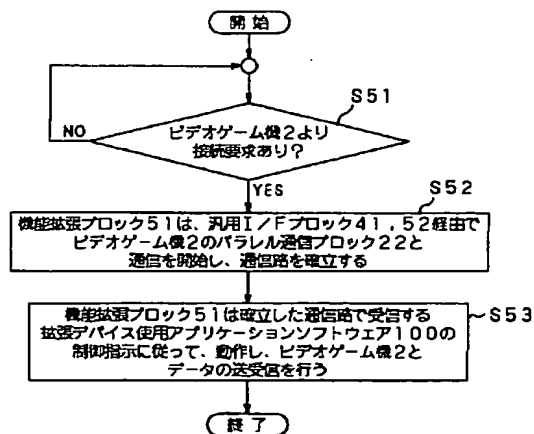 開始
S51
ビデオゲーム機2より
接続要求あり？
NO
YES
S52
機能拡張ブロック51は、汎用I/Fブロック41,52経由で
ビデオゲーム機2のパラレル通信ブロック22と
通信を開始し、通信路を確立する
S53
機能拡張ブロック51は確立した通信路で受信する
拡張デバイス使用アプリケーションソフトウェア100の
制御指示に従って、動作し、ビデオゲーム機2と
データの送受信を行う
終了